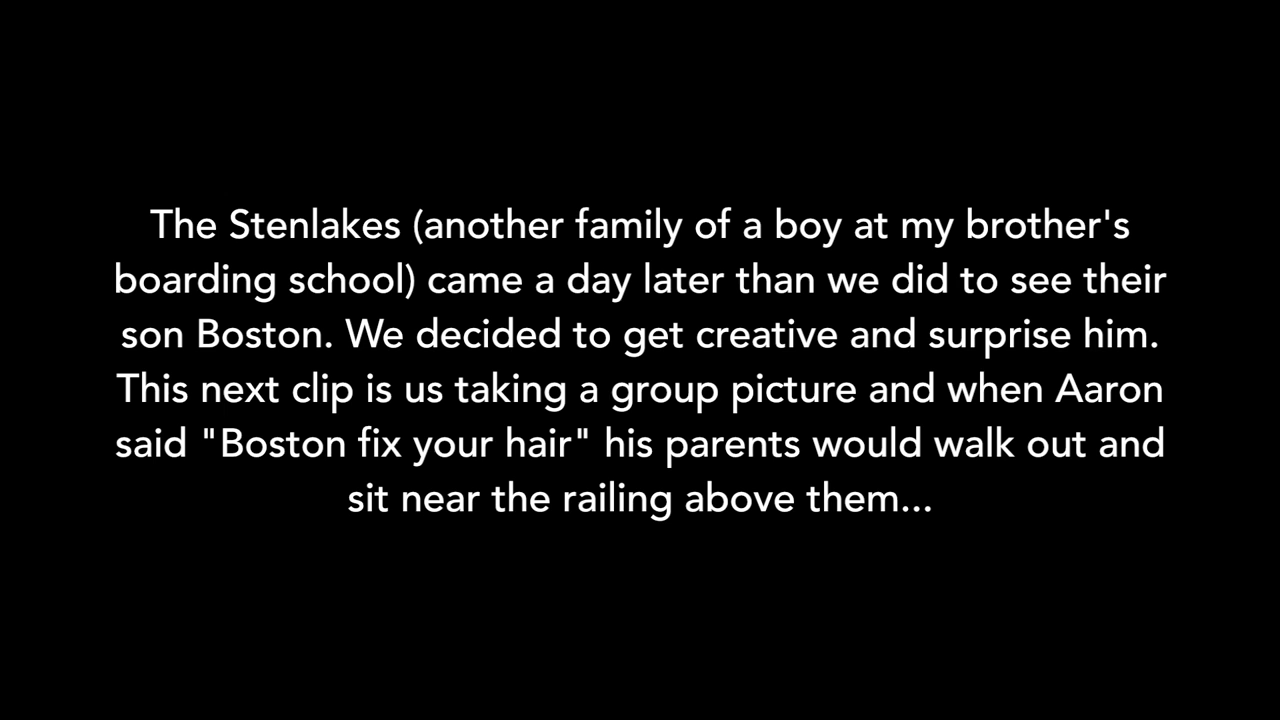 The Stenlakes (another family of a boy at my brother's
boarding school) came a day later than we did to see their
son Boston. We decided to get creative and surprise him.
This next clip is us taking a group picture and when Aaron
said "Boston fix your hair" his parents would walk out and
sit near the railing above them...